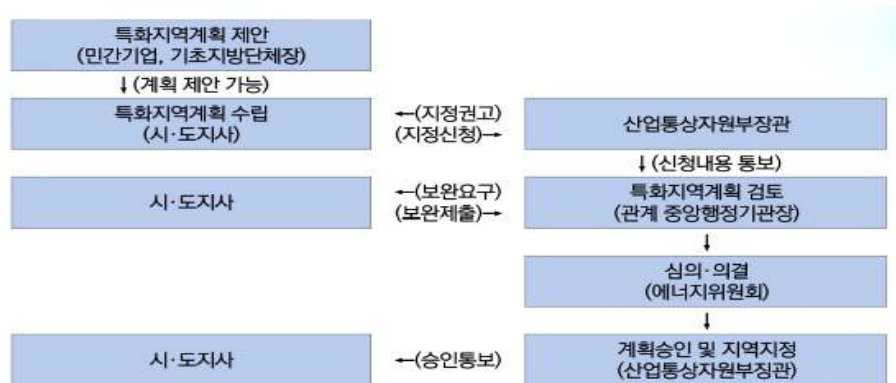 특화지역계획 제안
(민간기업, 기초지방단체장)
↓(계획 제안 가능)
특화지역계획 수립
(시·도지사)
←(지정권고)
(지정신청)→
산업통상자원부장관
↓(신청내용 통보)
시·도지사
←(보완요구)
(보완제출)→
특화지역계획 검토
(관계 중앙행정기관장)
↓
심의·의결
(에너지위원회)
↓
시·도지사
←(승인통보)
계획승인 및 지역지정
(산업통상자원부장관)